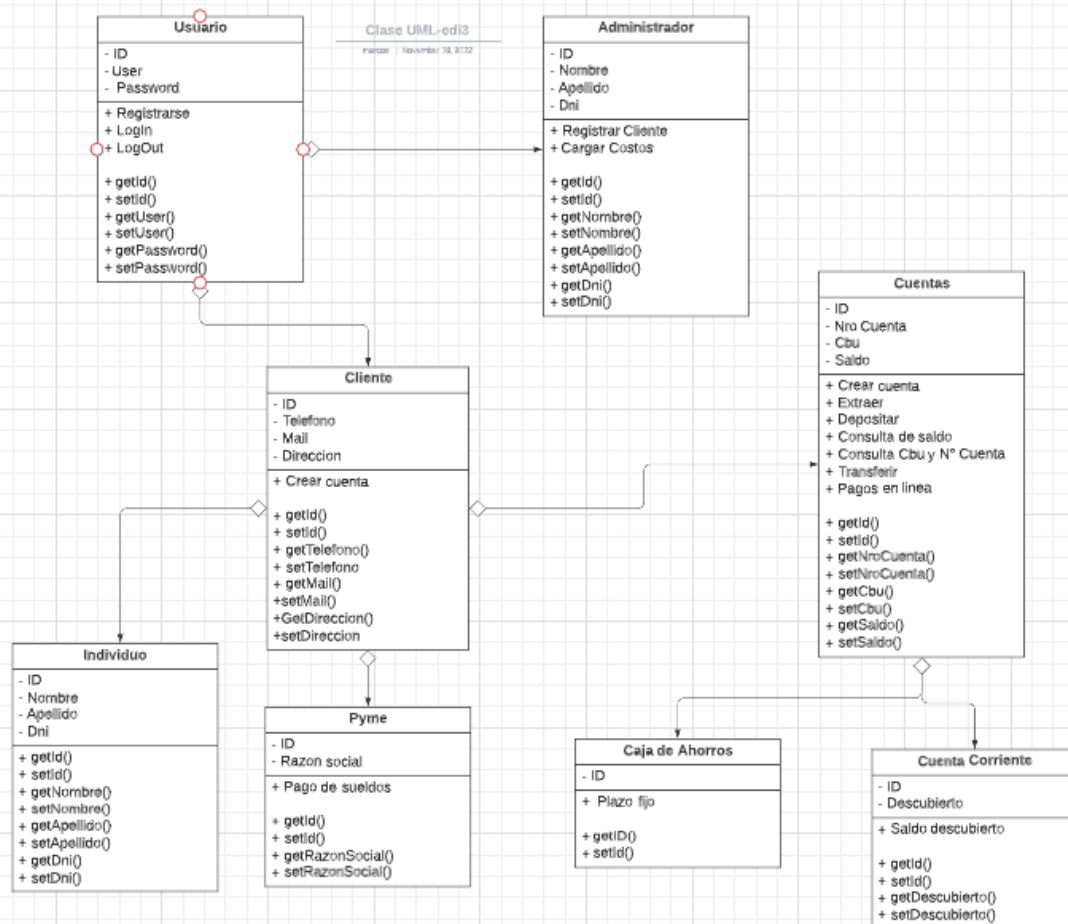 Usuario
- ID
- User
- Password
+ Registrarse
+ LogIn
+ LogOut
+ getId()
+ setId()
+ getUser()
+ setUser()
+ getPassword()
+ setPassword()
Clase UML-edi3
November 28, 2022
Administrador
- ID
- Nombre
- Apellido
- Dni
+ Registrar Cliente
+ Cargar Costos
+ getId()
+ setId()
+ getNombre()
+ setNombre()
+ getApellido()
+ setApellido()
+ getDni()
+ setDni()
Cuentas
- ID
- Nro Cuenta
- Cbu
- Saldo
+ Crear cuenta
+ Extraer
+ Depositar
+ Consulta de saldo
+ Consulta Cbu y N° Cuenta
+ Transferir
+ Pagos en linea
+ getId()
+ setId()
+ getNroCuenta()
+ setNroCuenta()
+ getCbu()
+ setCbu()
+ getSaldo()
+ setSaldo()
Cliente
- ID
- Telefono
- Mail
- Direccion
+ Crear cuenta
+ getId()
+ setId()
+ getTelefono()
+ setTelefono
+ getMail()
+setMail()
+GetDireccion()
+setDireccion
Individuo
- ID
- Nombre
- Apellido
- Dni
+ getId()
+ setId()
+ getNombre()
+ setNombre()
+ getApellido()
+ setApellido()
+ getDni()
+ setDni()
Pyme
- ID
- Razon social
+ Pago de sueldos
+ getId()
+ setId()
+ getRazonSocial()
+ setRazonSocial()
Caja de Ahorros
- ID
+ Plazo fijo
+ getID()
+ setId()
Cuenta Corriente
- ID
- Descubierto
+ Saldo descubierto
+ getId()
+ setId()
+ getDescubierto()
+ setDescubierto()